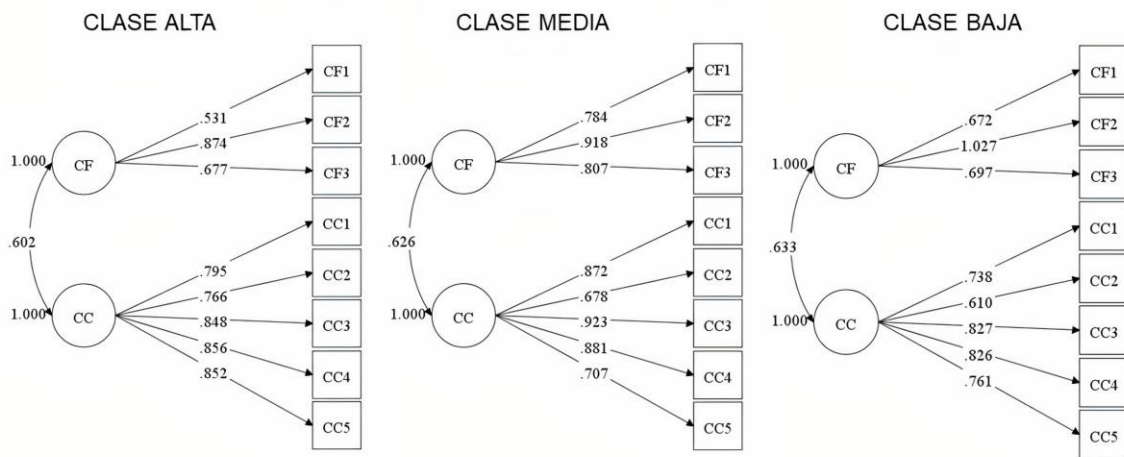 CLASE ALTA
CF1
.531
CF2
.874
1.000
CF
CF3
.677
CC1
.602
.795
CC2
.766
1.000
CC
CC3
.848
.856
CC4
.852
CC5
CLASE MEDIA
CF1
.784
CF2
.918
1.000
CF
.807
CF3
CC1
.626
.872
CC2
.678
1.000
CC
.923
CC3
.881
CC4
.707
CC5
CLASE BAJA
CF1
.672
CF2
1.027
1.000
CF
.697
CF3
CC1
.633
.738
CC2
.610
1.000
CC
.827
CC3
.826
CC4
.761
CC5